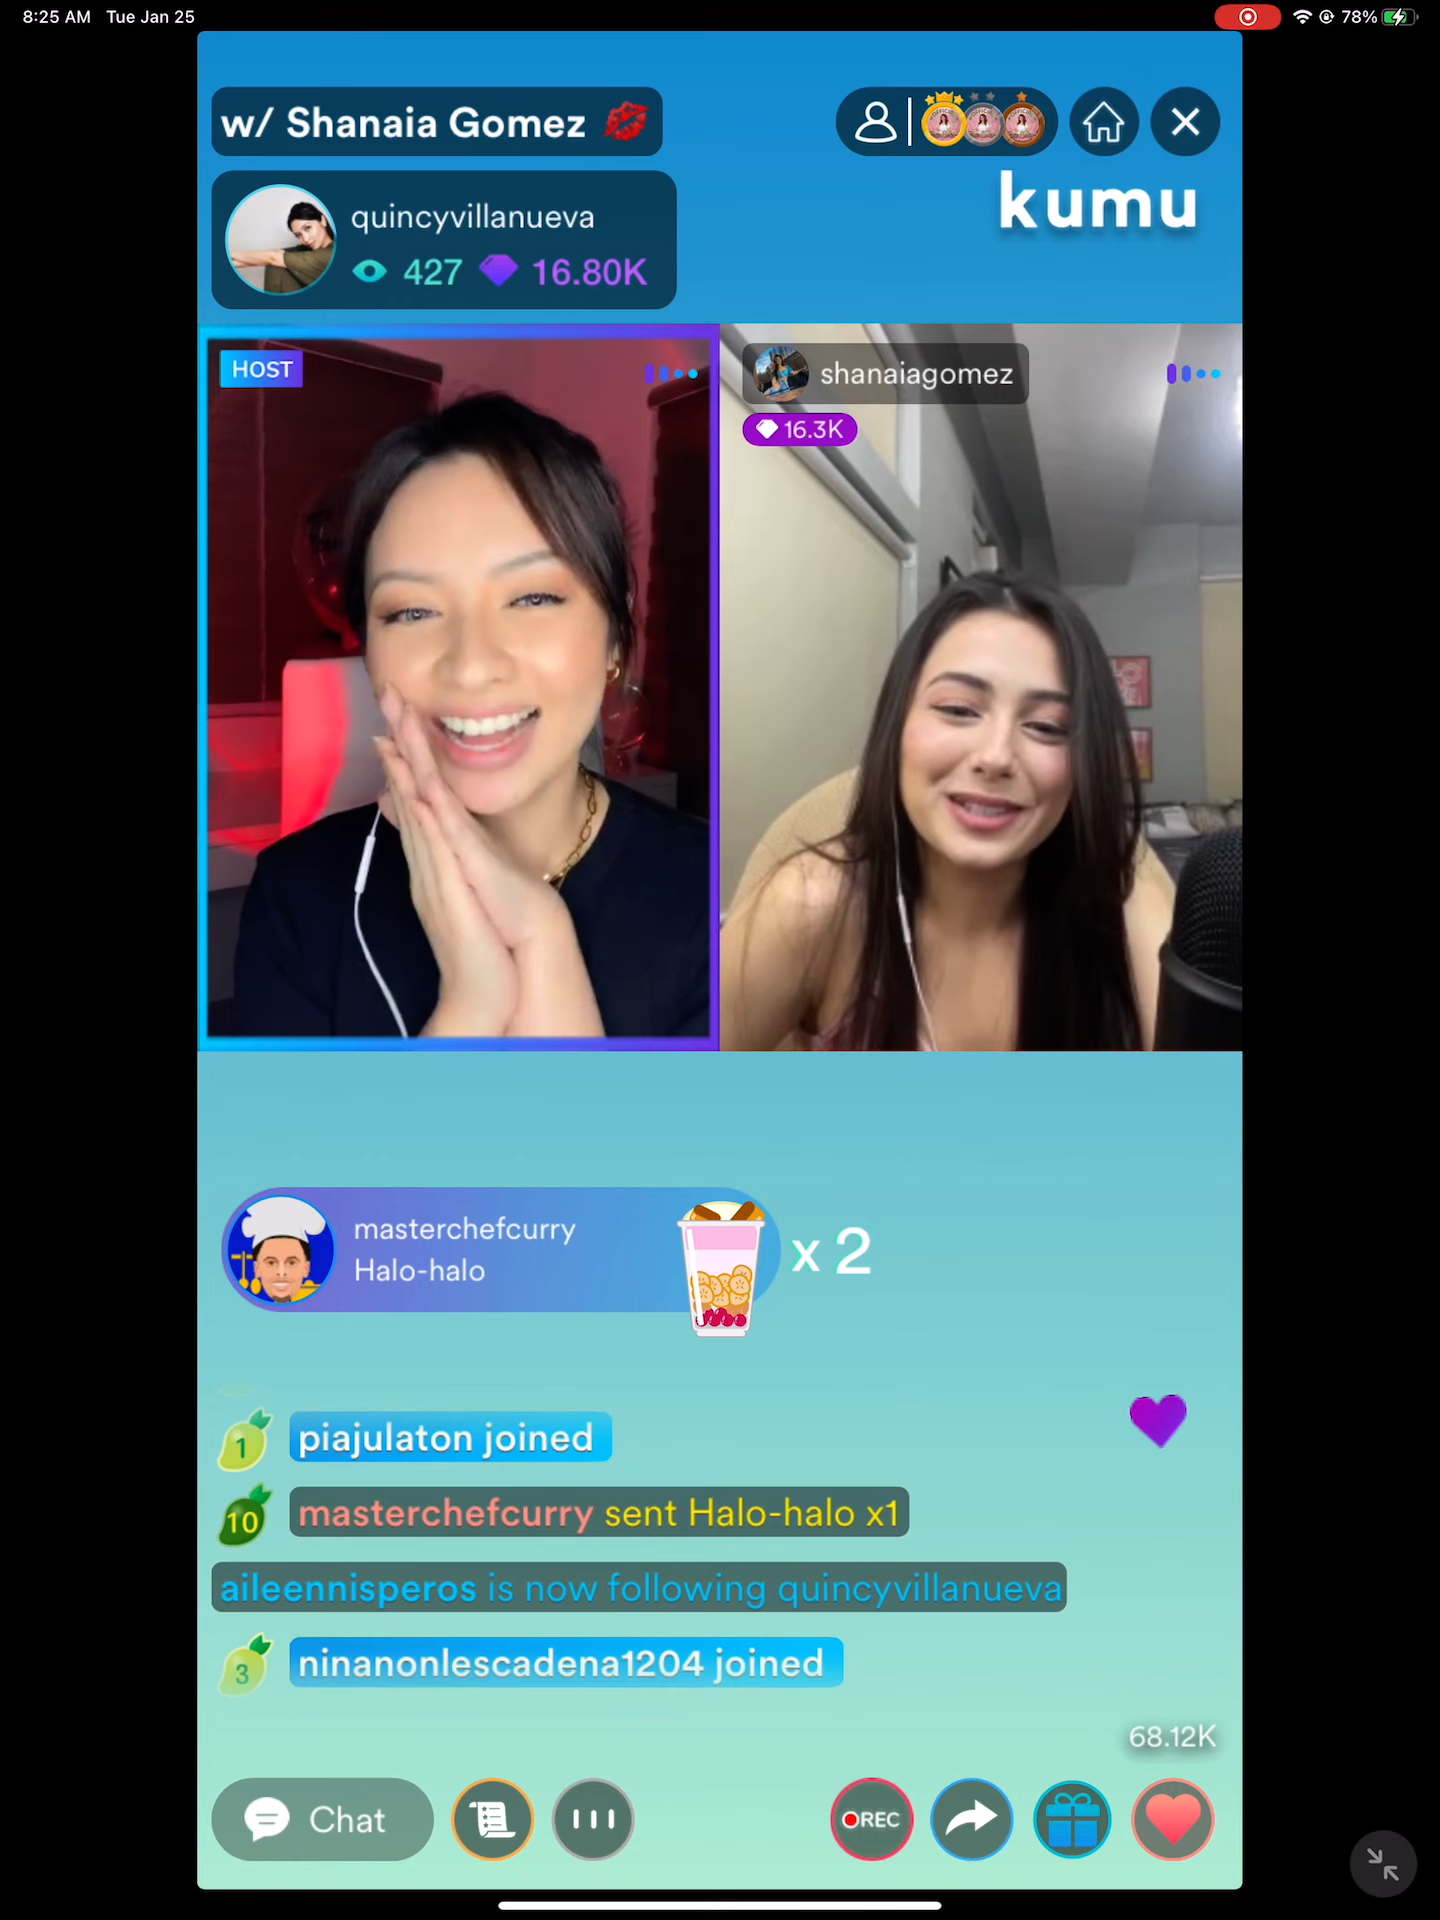 8:25 AM Tue Jan 25
78%
w/ Shanaia Gomez 💋
kumu
quincyvillanueva
427 16.80K
HOST
shanaiagomez
16.3K
masterchefcurry
Halo-halo
x 2
1 piajulaton joined
10 masterchefcurry sent Halo-halo x1
aileennisperos is now following quincyvillanueva
3 ninanonlescadena1204 joined
68.12K
Chat
REC